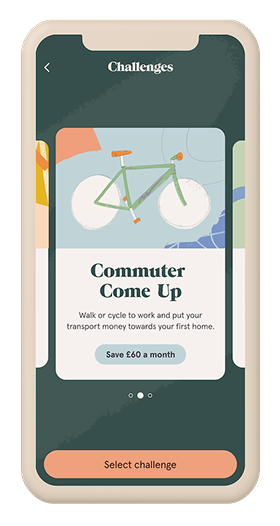 Challenges
Commuter
Come Up
Walk or cycle to work and put your
transport money towards your first home.
Save £60 a month
Select challenge